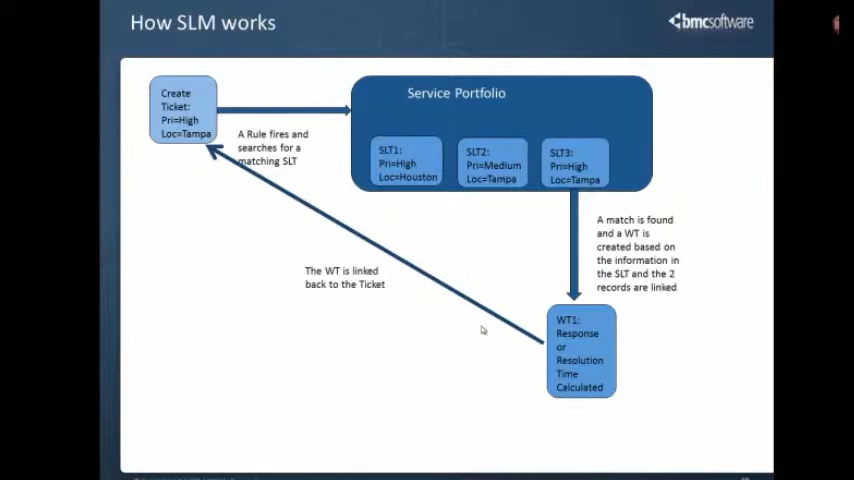 How SLM works
bmcsoftware
Create
Ticket:
Pri=High
Loc=Tampa
A Rule fires and
searches for a
matching SLT
Service Portfolio
SLT1:
Pri=High
Loc=Houston
SLT2:
Pri=Medium
Loc=Tampa
SLT3:
Pri=High
Loc=Tampa
A match is found
and a WT is
created based on
the information in
the SLT and the 2
records are linked
The WT is linked
back to the Ticket
WT1:
Response
or
Resolution
Time
Calculated